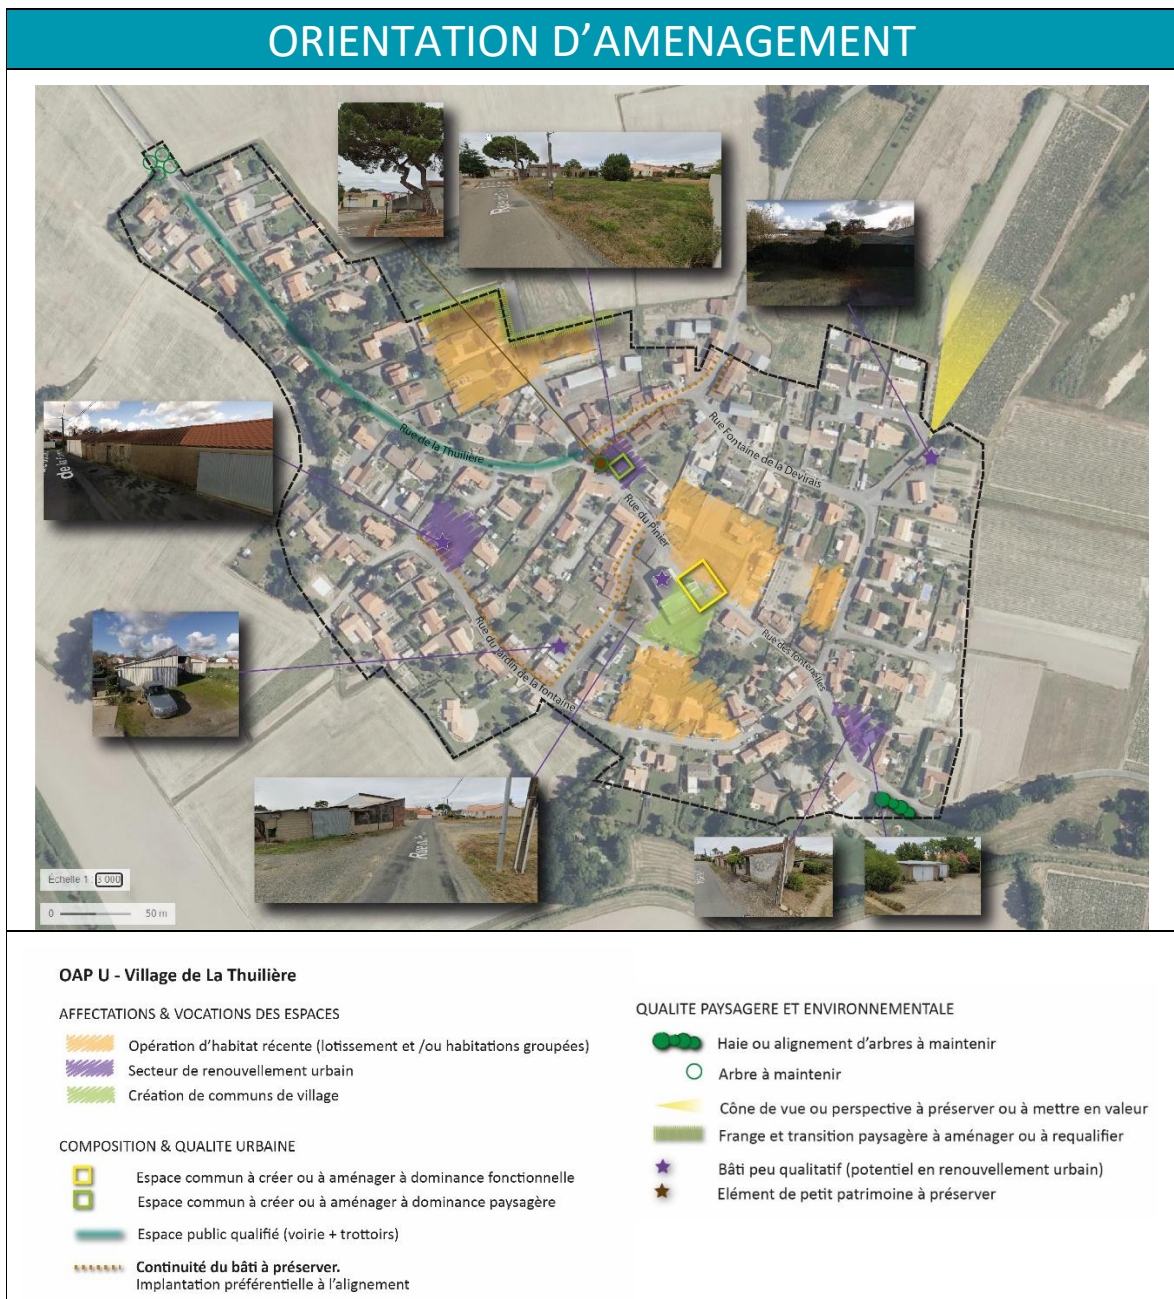 ORIENTATION D'AMENAGEMENT
Rue de la Thuilière
Rue Fontaine de la Devirais
Rue du Pinier
Rue des fontenelles
Rue du Jardin de la fontaine
Échelle 1 : 3 000
0 50 m
OAP U - Village de La Thuilière
AFFECTATIONS & VOCATIONS DES ESPACES
Opération d'habitat récente (lotissement et /ou habitations groupées)
Secteur de renouvellement urbain
Création de communs de village
COMPOSITION & QUALITE URBAINE
Espace commun à créer ou à aménager à dominance fonctionnelle
Espace commun à créer ou à aménager à dominance paysagère
Espace public qualifié (voirie + trottoirs)
Continuité du bâti à préserver.
Implantation préférentielle à l'alignement
QUALITE PAYSAGERE ET ENVIRONNEMENTALE
Haie ou alignement d'arbres à maintenir
Arbre à maintenir
Cône de vue ou perspective à préserver ou à mettre en valeur
Frange et transition paysagère à aménager ou à requalifier
Bâti peu qualitatif (potentiel en renouvellement urbain)
Elément de petit patrimoine à préserver